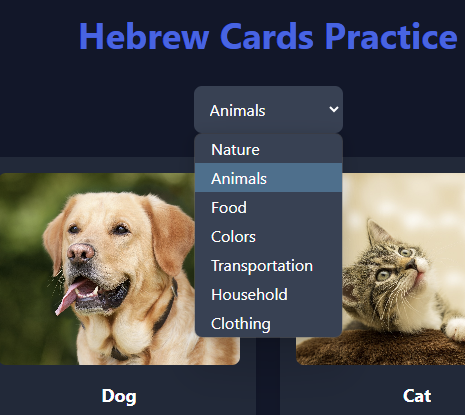 Hebrew Cards Practice
Animals
Nature
Animals
Food
Colors
Transportation
Household
Clothing
Dog
Cat